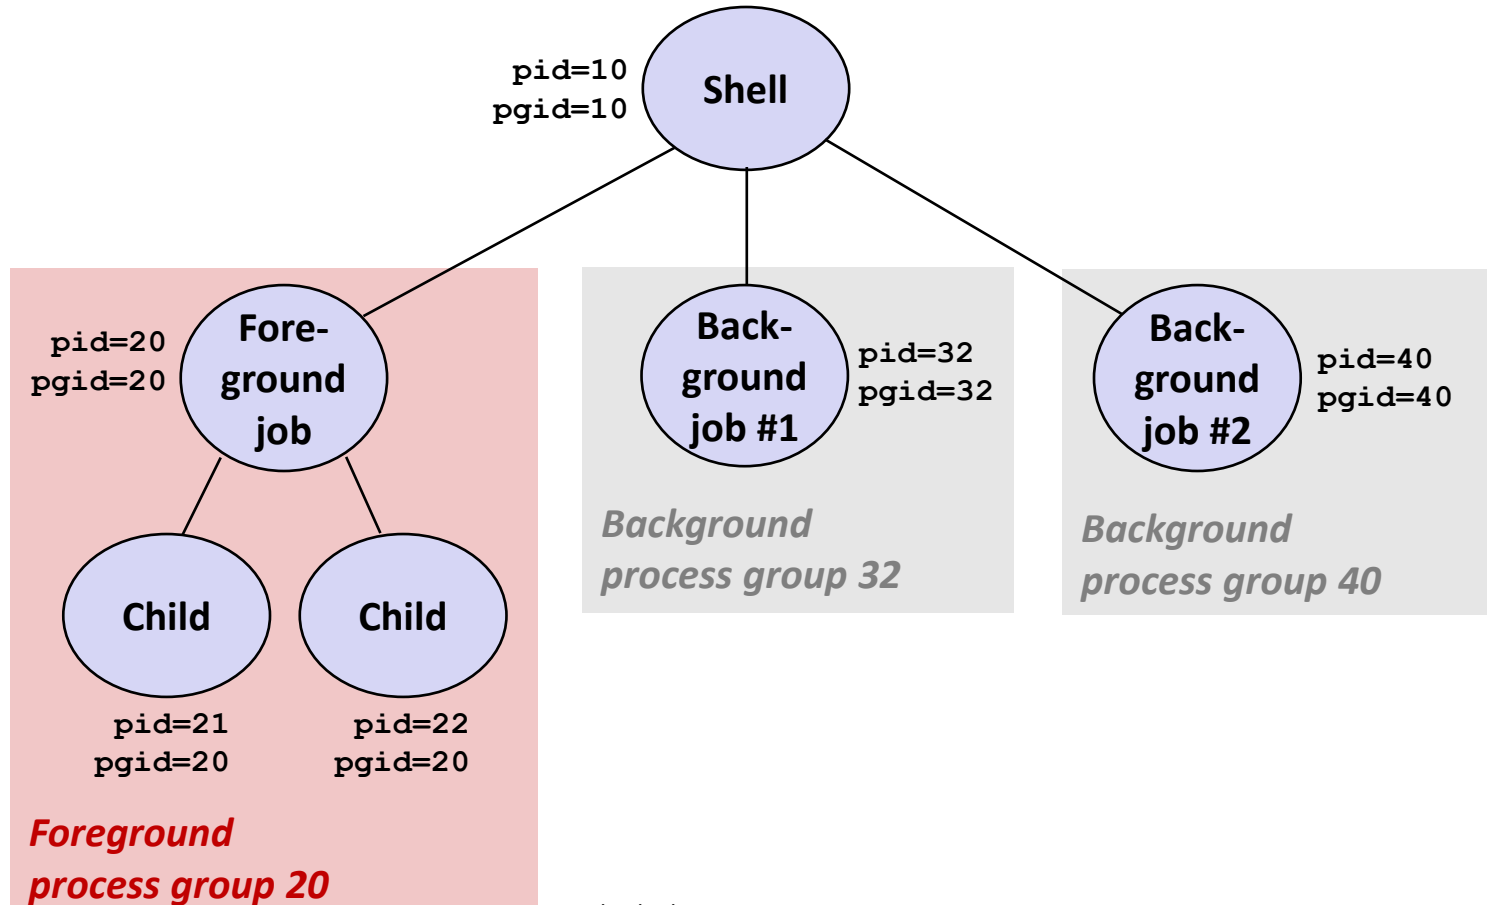 pid=10
pgid=10
Shell
pid=20
pgid=20
Fore-
ground
job
Back-
ground
job #1
pid=32
pgid=32
Back-
ground
job #2
pid=40
pgid=40
Background
process group 32
Background
process group 40
Child
Child
pid=21
pgid=20
pid=22
pgid=20
Foreground
process group 20